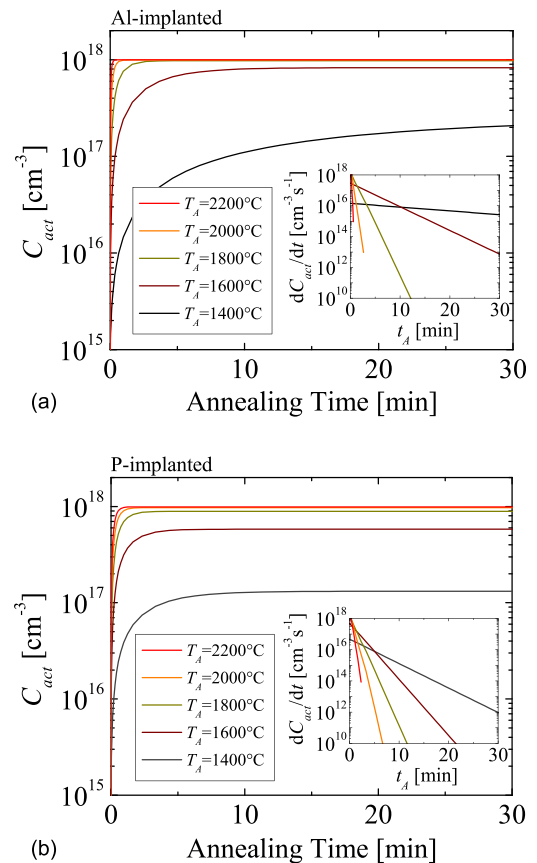 Al-implanted
10^18
10^17
10^16
10^15
C_act [cm^-3]
T_A=2200°C
T_A=2000°C
T_A=1800°C
T_A=1600°C
T_A=1400°C
10^18
10^16
10^14
10^12
10^10
dC_act/dt [cm^-3 s^-1]
0 10 20 30
t_A [min]
0 10 20 30
(a) Annealing Time [min]
P-implanted
10^18
10^17
10^16
10^15
C_act [cm^-3]
T_A=2200°C
T_A=2000°C
T_A=1800°C
T_A=1600°C
T_A=1400°C
10^18
10^16
10^14
10^12
10^10
dC_act/dt [cm^-3 s^-1]
0 10 20 30
t_A [min]
0 10 20 30
(b) Annealing Time [min]